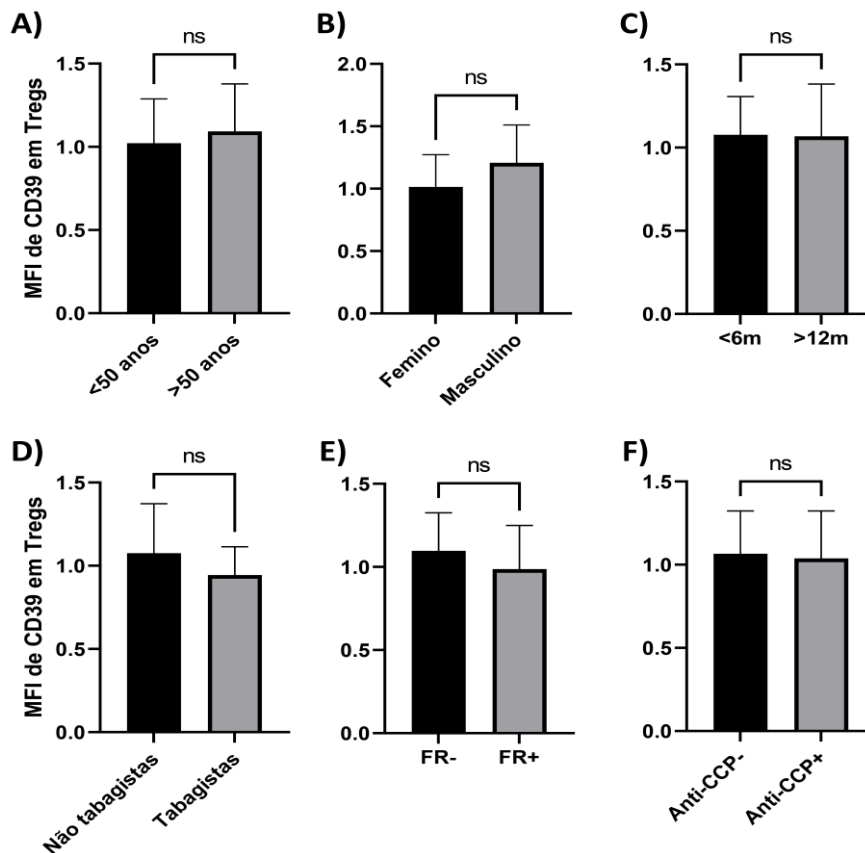 A)
ns
MFI de CD39 em Tregs
1.5
1.0
0.5
0.0
<50 anos
>50 anos
B)
ns
2.0
1.5
1.0
0.5
0.0
Femino
Masculino
C)
ns
1.5
1.0
0.5
0.0
<6m
>12m
D)
ns
MFI de CD39 em Tregs
1.5
1.0
0.5
0.0
Não tabagistas
Tabagistas
E)
ns
1.5
1.0
0.5
0.0
FR-
FR+
F)
ns
1.5
1.0
0.5
0.0
Anti-CCP-
Anti-CCP+